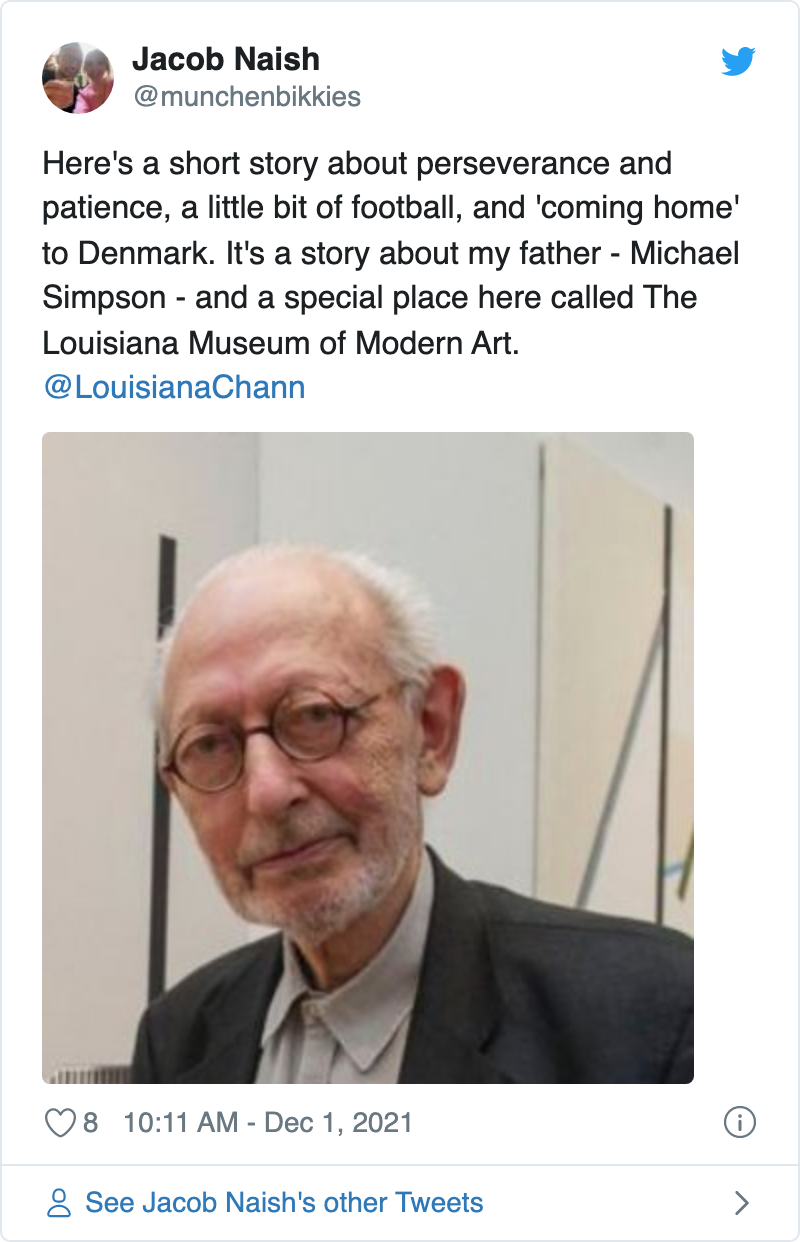 Jacob Naish
@munchenbikkies
Here's a short story about perseverance and
patience, a little bit of football, and 'coming home'
to Denmark. It's a story about my father - Michael
Simpson - and a special place here called The
Louisiana Museum of Modern Art.
@LouisianaChann
8 10:11 AM - Dec 1, 2021
See Jacob Naish's other Tweets